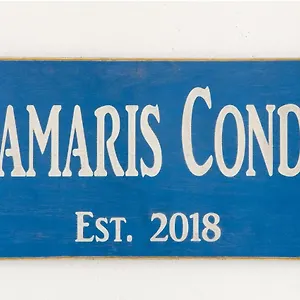 AMARIS COND
EST. 2018